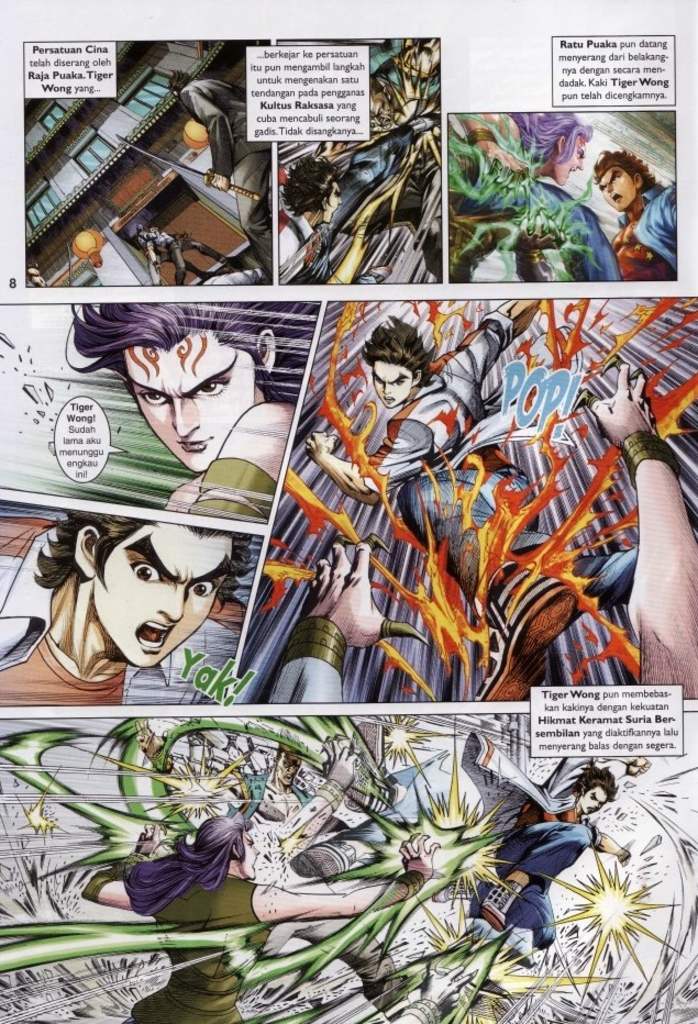 Persatuan Cina
telah diserang oleh
Raja Puaka. Tiger
Wong yang...
...berkejar ke persatuan
itu pun mengambil langkah
untuk mengenakan satu
tendangan pada pengganas
Kultus Raksasa yang
mencabuli seorang
gadis. Tidak disangkanya...
Ratu Puaka pun datang
menyerang dari belakang-
nya dengan secara men-
dadak. Kaki Tiger Wong
pun telah dicengkamnya.
8
Tiger
Wong!
Sudah
lama aku
menunggu
engkau
ini!
POP!
Yak!
Tiger Wong pun membebas-
kan kakinya dengan kekuatan
Hikmat Keramat Suria Ber-
sembilan yang diaktifkannya lalu
menyerang balas dengan segera.